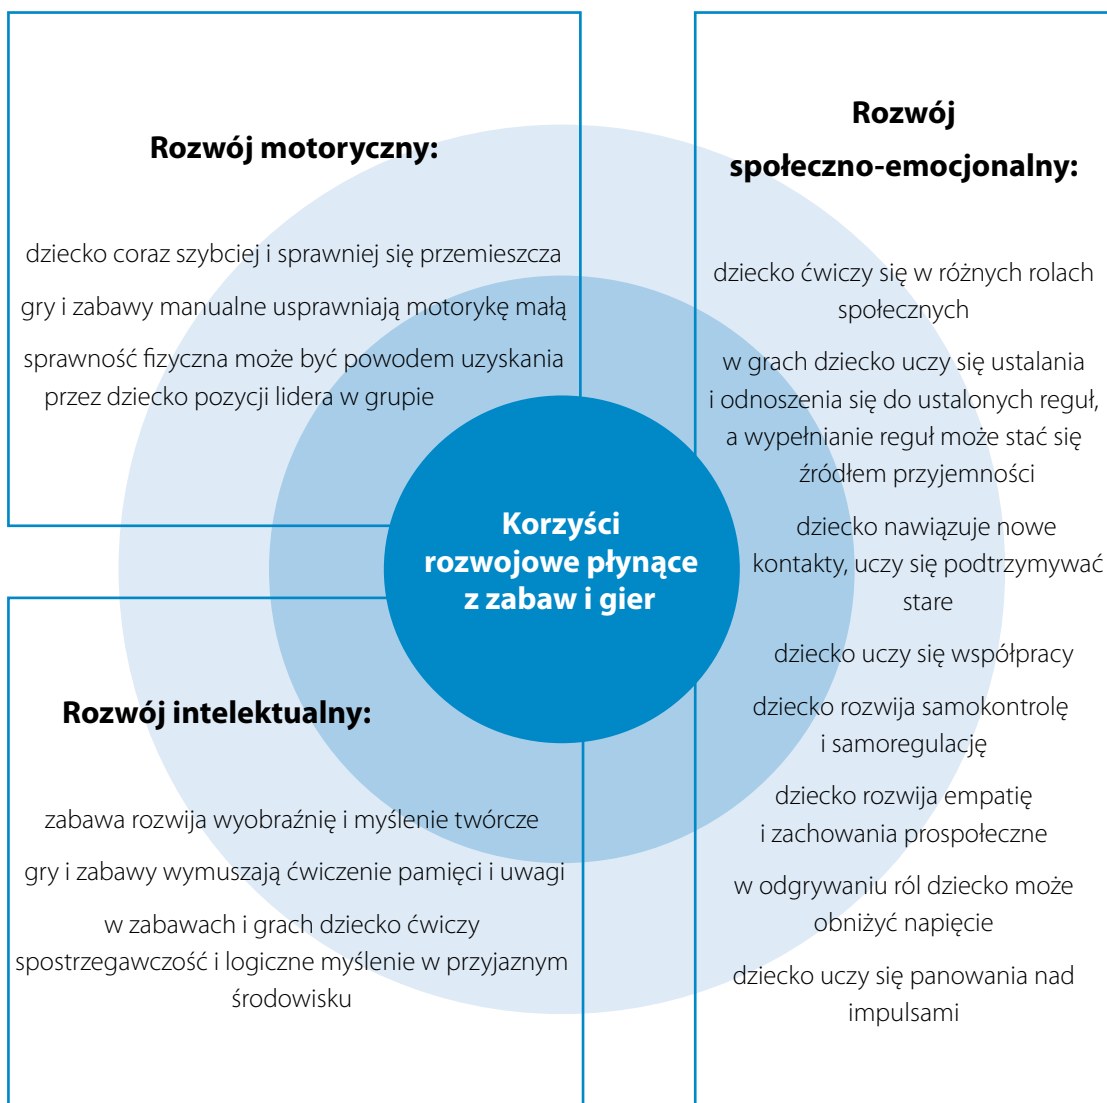 Rozwój motoryczny:
dziecko coraz szybciej i sprawniej się przemieszcza
gry i zabawy manualne usprawniają motorykę małą
sprawność fizyczna może być powodem uzyskania
przez dziecko pozycji lidera w grupie
Rozwój
społeczno-emocjonalny:
dziecko ćwiczy się w różnych rolach
społecznych
w grach dziecko uczy się ustalania
i odnoszenia się do ustalonych reguł,
a wypełnianie reguł może stać się
źródłem przyjemności
dziecko nawiązuje nowe
kontakty, uczy się podtrzymywać
stare
dziecko uczy się współpracy
dziecko rozwija samokontrolę
i samoregulację
dziecko rozwija empatię
i zachowania prospołeczne
w odgrywaniu ról dziecko może
obniżyć napięcie
dziecko uczy się panowania nad
impulsami
Korzyści
rozwojowe płynące
z zabaw i gier
Rozwój intelektualny:
zabawa rozwija wyobraźnię i myślenie twórcze
gry i zabawy wymuszają ćwiczenie pamięci i uwagi
w zabawach i grach dziecko ćwiczy
spostrzegawczość i logiczne myślenie w przyjaznym
środowisku